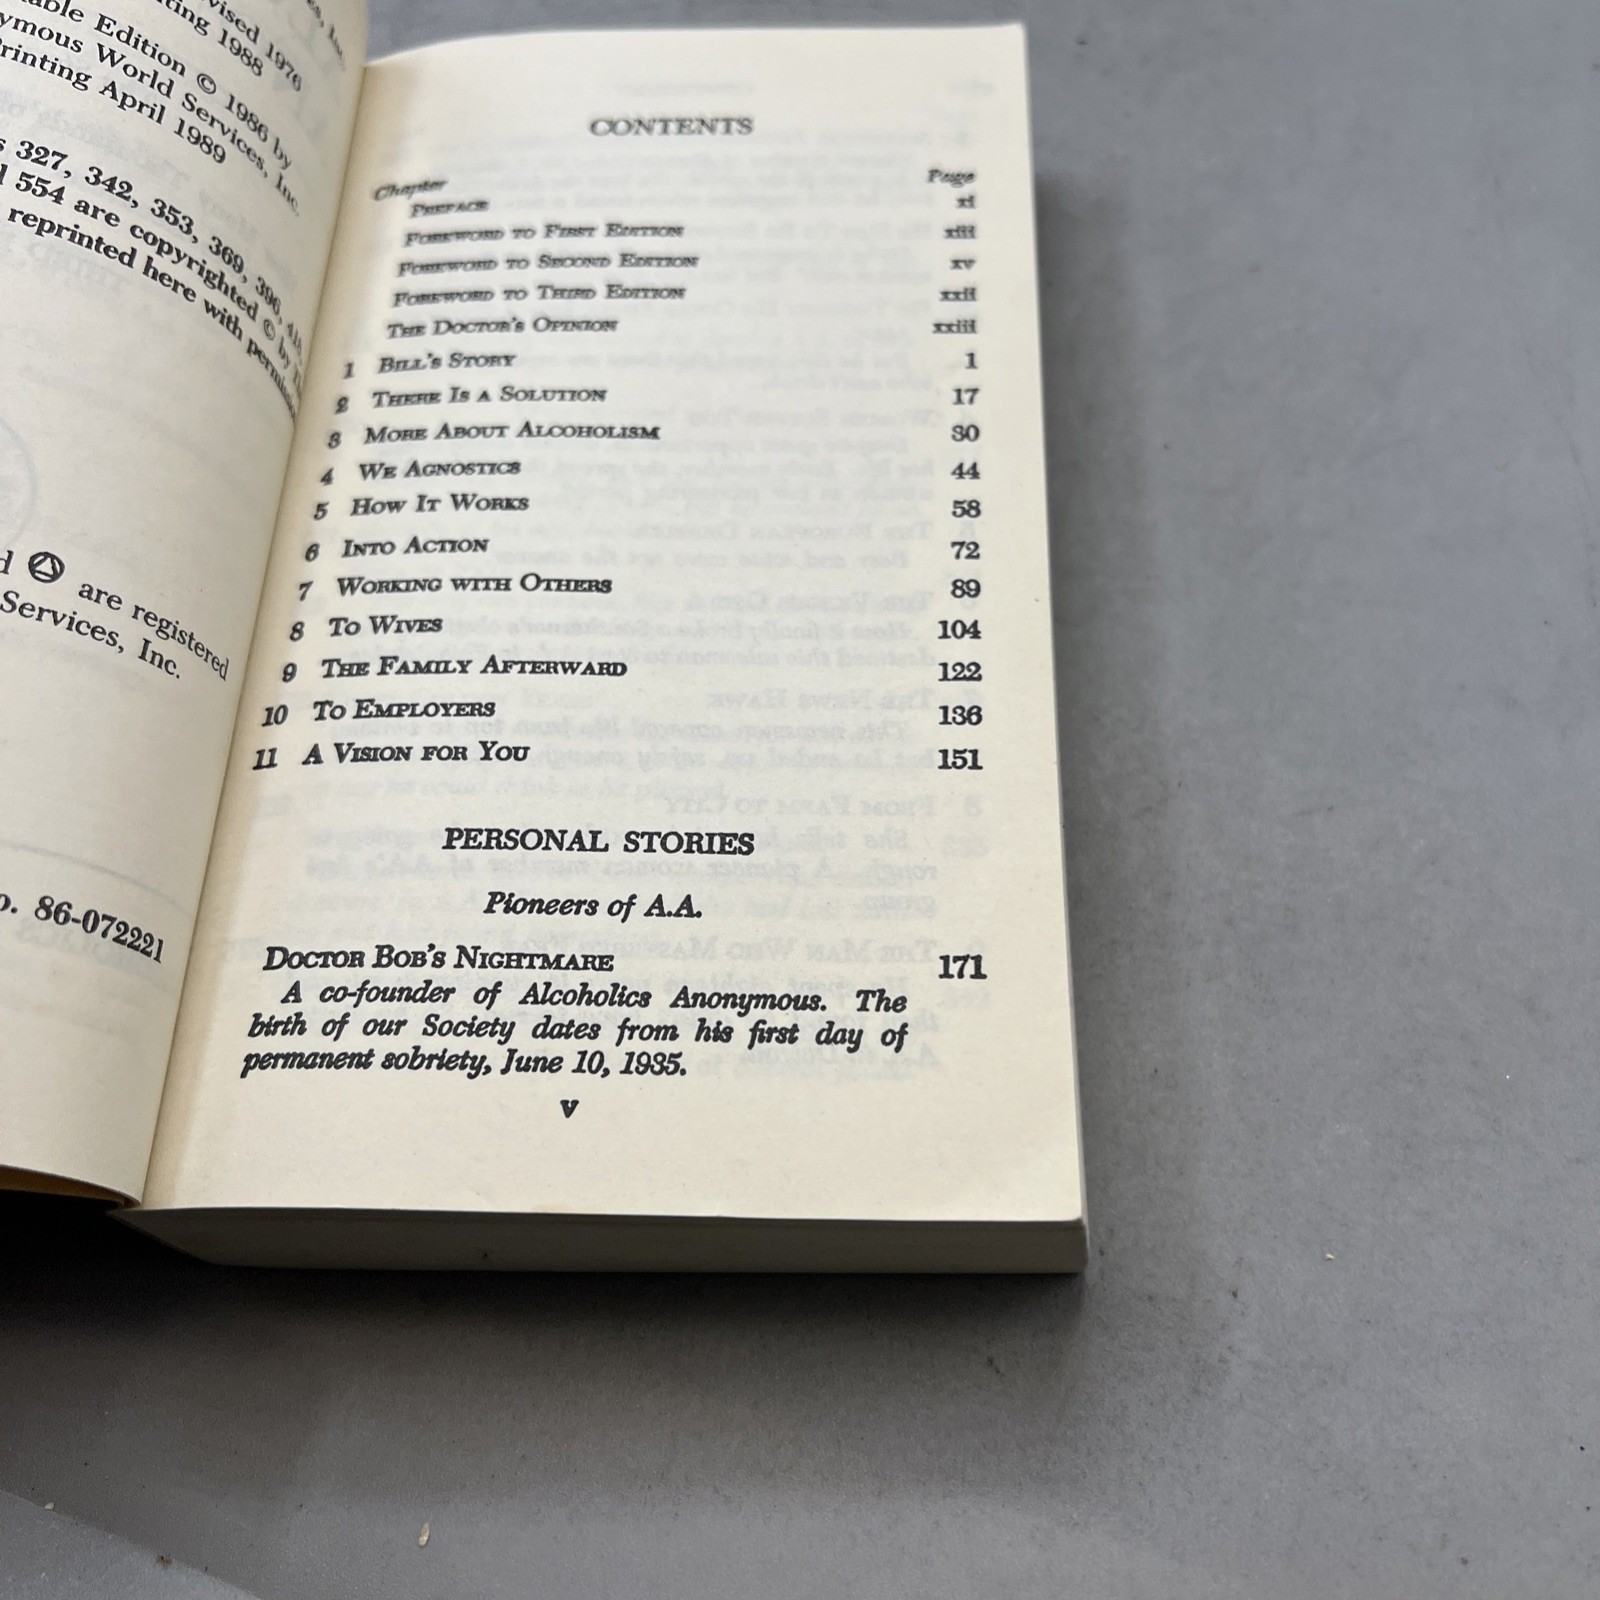 es, Inc.
vised 1976
ting 1988
able Edition © 1986 by
ymous World Services, Inc.
Printing April 1989
s 327, 342, 353, 369, 396,
d 554 are copyrighted © by
reprinted here with
d are registered
Services, Inc.
o. 86-072221
CONTENTS
Chapter Page
PREFACE xi
FOREWORD TO FIRST EDITION xiii
FOREWORD TO SECOND EDITION xv
FOREWORD TO THIRD EDITION xxii
THE DOCTOR'S OPINION xxiii
1 BILL'S STORY 1
2 THERE IS A SOLUTION 17
3 MORE ABOUT ALCOHOLISM 30
4 WE AGNOSTICS 44
5 HOW IT WORKS 58
6 INTO ACTION 72
7 WORKING WITH OTHERS 89
8 TO WIVES 104
9 THE FAMILY AFTERWARD 122
10 TO EMPLOYERS 136
11 A VISION FOR YOU 151
PERSONAL STORIES
Pioneers of A.A.
DOCTOR BOB'S NIGHTMARE 171
A co-founder of Alcoholics Anonymous. The
birth of our Society dates from his first day of
permanent sobriety, June 10, 1935.
v